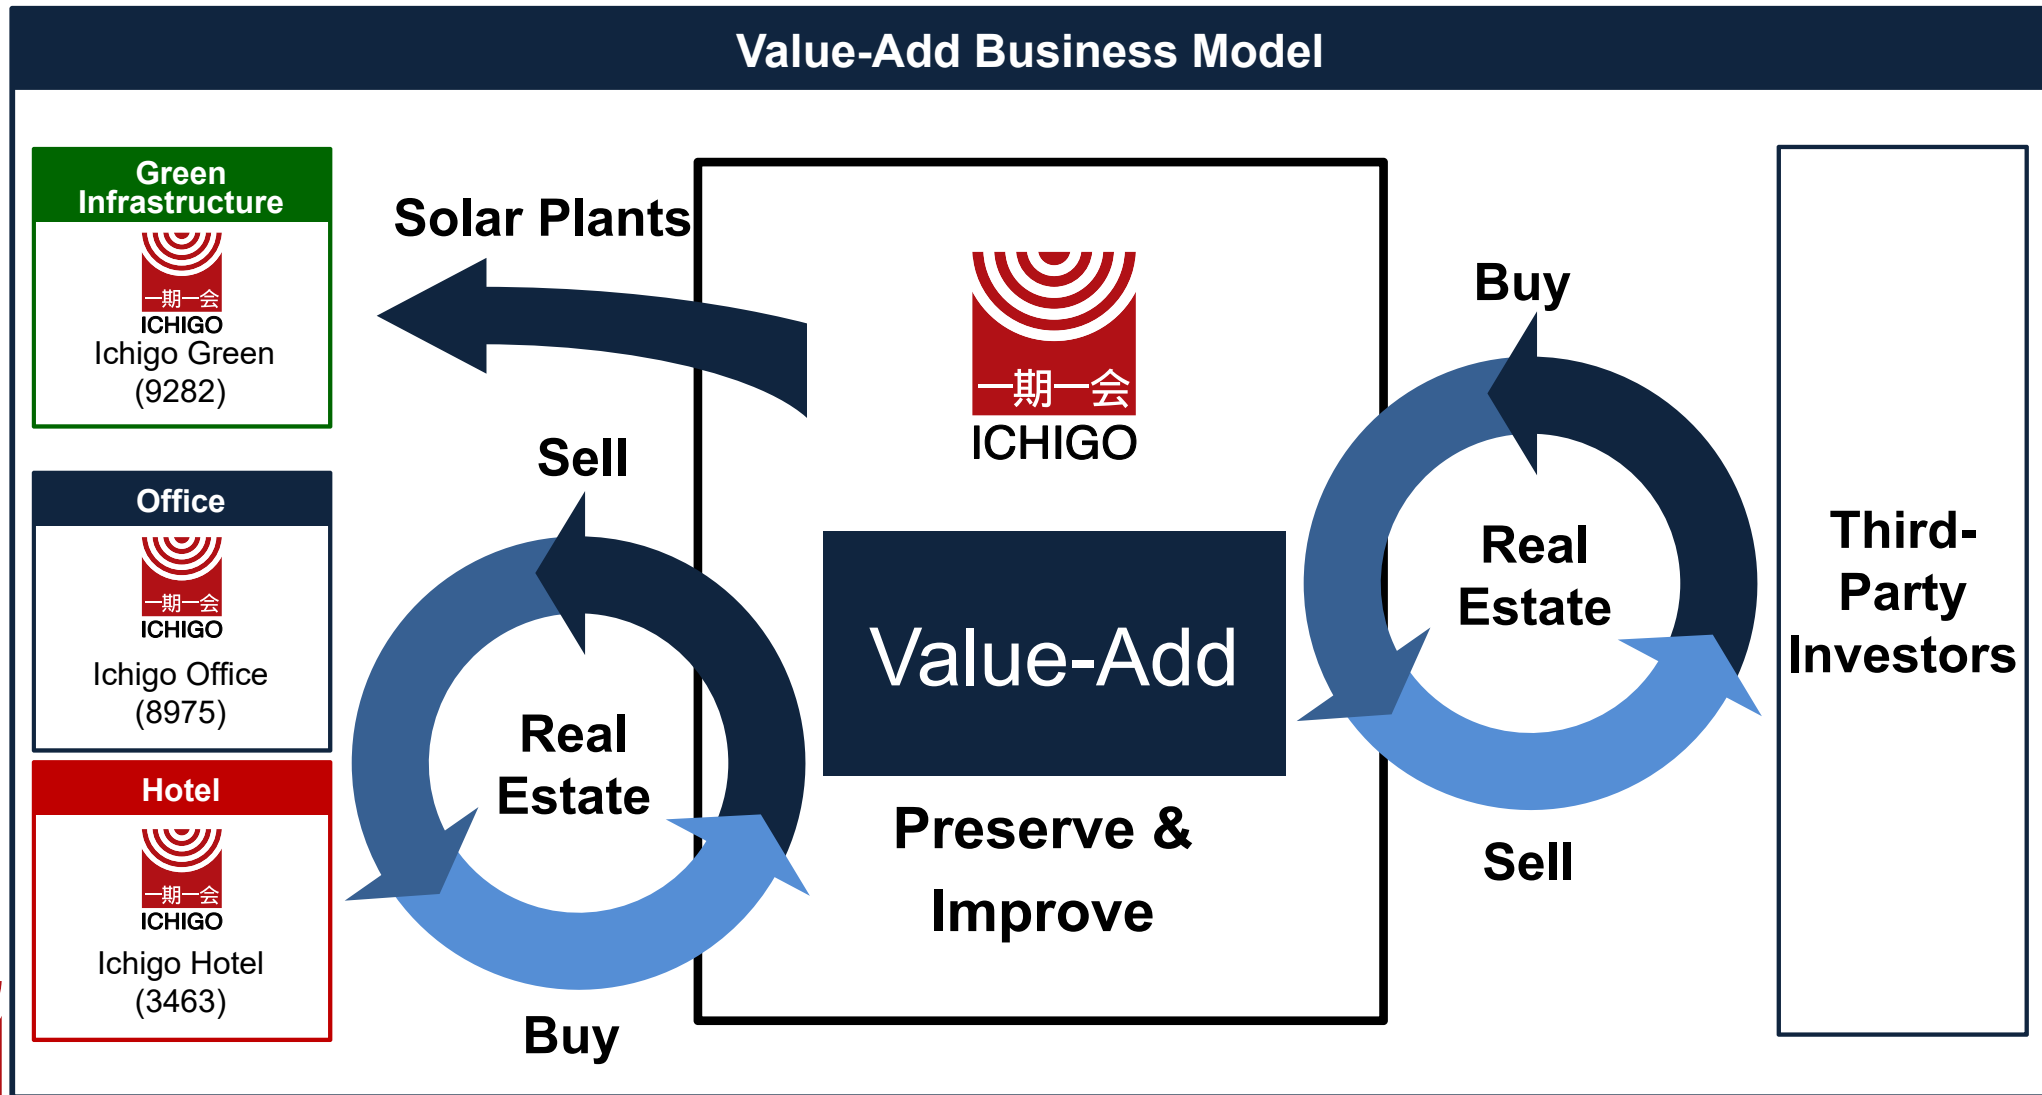 Value-Add Business Model
Green
Infrastructure
一期一会
ICHIGO
Ichigo Green
(9282)
Office
一期一会
ICHIGO
Ichigo Office
(8975)
Hotel
一期一会
ICHIGO
Ichigo Hotel
(3463)
Solar Plants
Sell
Real
Estate
Buy
一期一会
ICHIGO
Value-Add
Preserve &
Improve
Buy
Real
Estate
Sell
Third-
Party
Investors